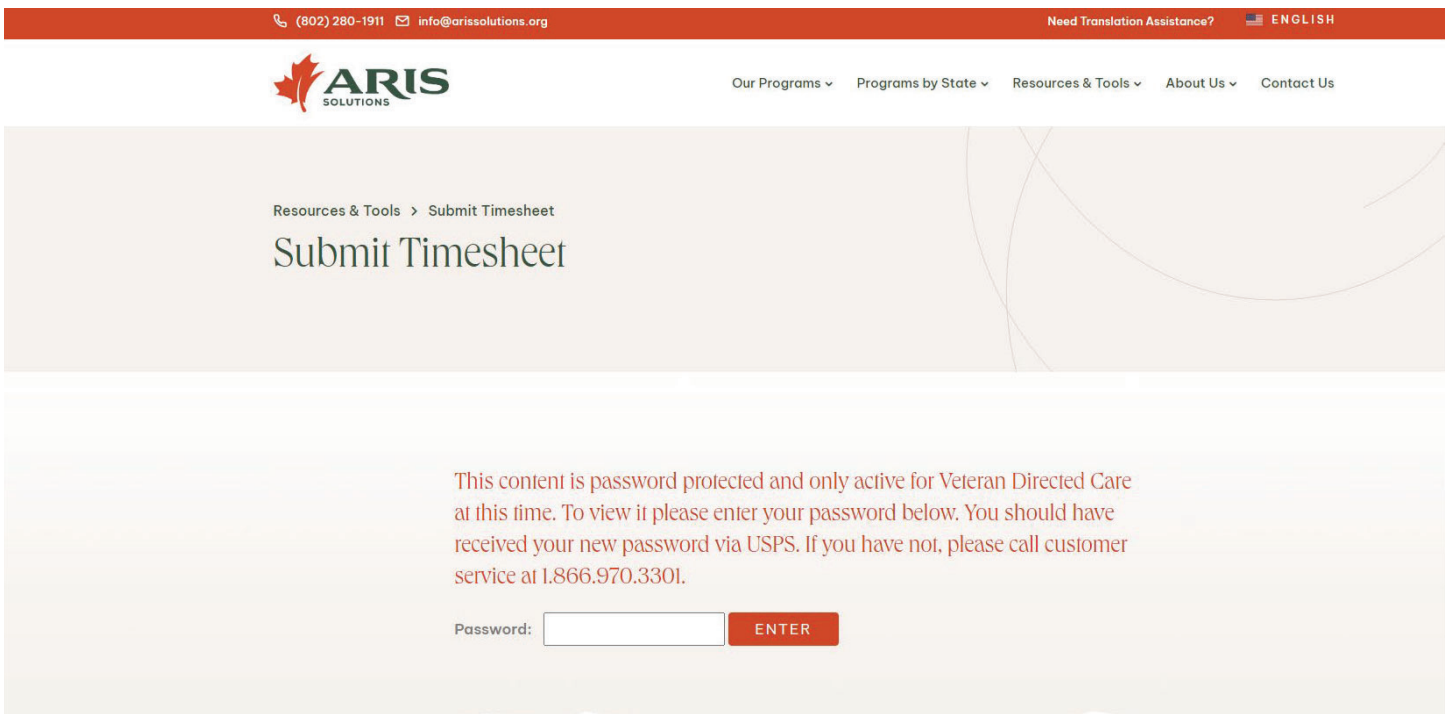 (802) 280-1911 info@arissolutions.org Need Translation Assistance? ENGLISH
ARIS
SOLUTIONS
Our Programs Programs by State Resources & Tools About Us Contact Us
Resources & Tools > Submit Timesheet
Submit Timesheet
This content is password protected and only active for Veteran Directed Care
at this time. To view it please enter your password below. You should have
received your new password via USPS. If you have not, please call customer
service at 1.866.970.3301.
Password: ENTER